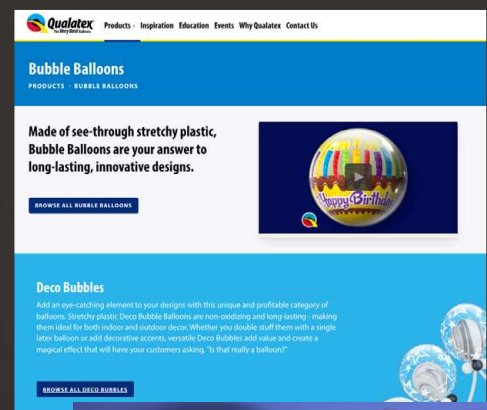 Qualatex
The Very Best Balloons
Products Inspiration Education Events Why Qualatex Contact Us
Bubble Balloons
PRODUCTS BUBBLE BALLOONS
Made of see-through stretchy plastic,
Bubble Balloons are your answer to
long-lasting, innovative designs.
Happy Birthday
BROWSE ALL BUBBLE BALLOONS
Deco Bubbles
Add an eye-catching element to your designs with this unique and profitable category of
balloons. Stretchy plastic Deco Bubble Balloons are non-oxidizing and long-lasting - making
them ideal for both indoor and outdoor decor. Whether you double stuff them with a single
latex balloon or add decorative accents, versatile Deco Bubbles add value and create a
magical effect that will have your customers asking, "Is that really a balloon?"
BROWSE ALL DECO BUBBLES